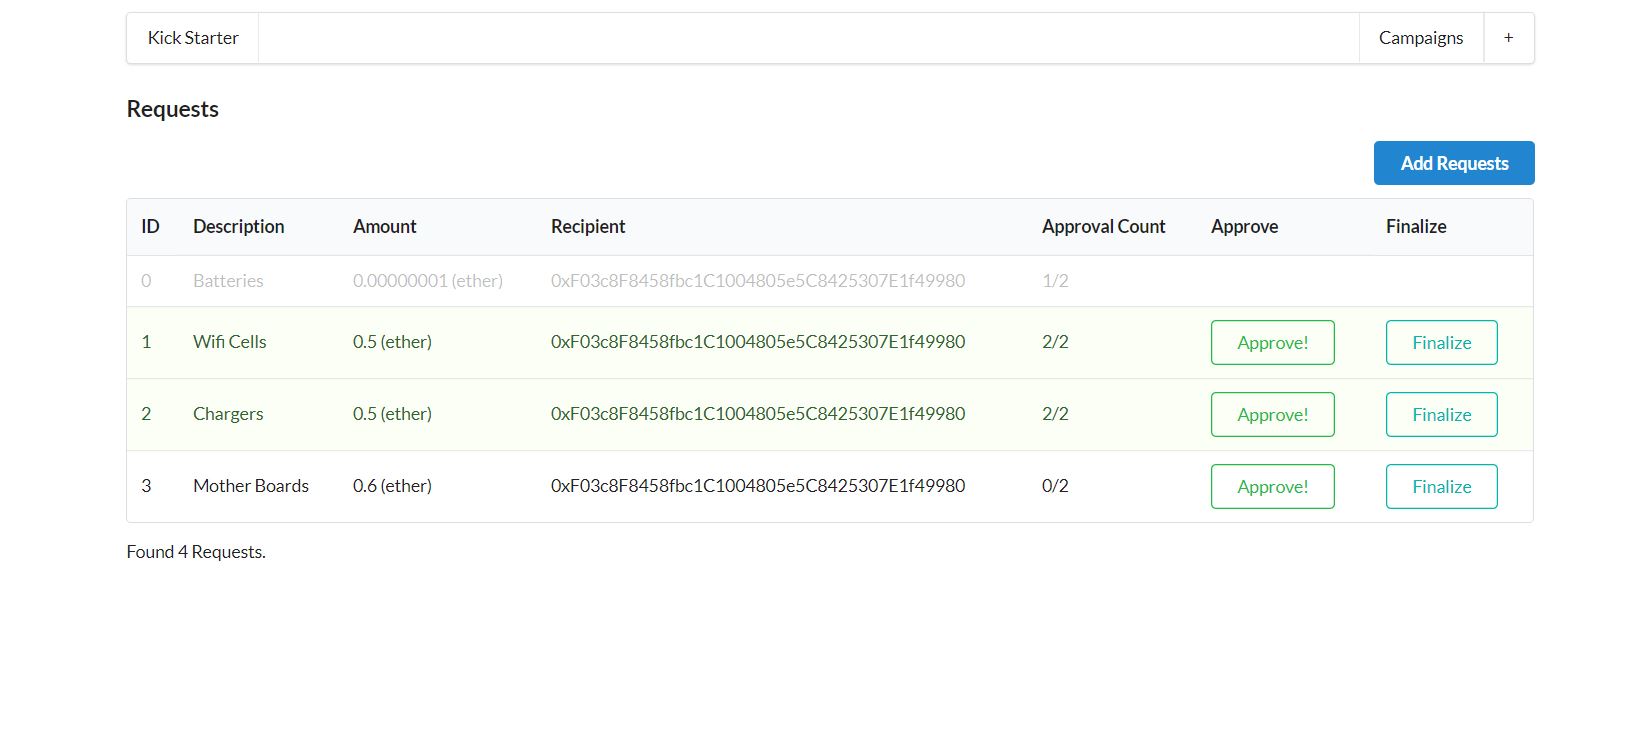 Kick Starter Campaigns +
Requests
Add Requests
ID Description Amount Recipient Approval Count Approve Finalize
0 Batteries 0.00000001 (ether) 0xF03c8F8458fbc1C1004805e5C8425307E1f49980 1/2
1 Wifi Cells 0.5 (ether) 0xF03c8F8458fbc1C1004805e5C8425307E1f49980 2/2 Approve! Finalize
2 Chargers 0.5 (ether) 0xF03c8F8458fbc1C1004805e5C8425307E1f49980 2/2 Approve! Finalize
3 Mother Boards 0.6 (ether) 0xF03c8F8458fbc1C1004805e5C8425307E1f49980 0/2 Approve! Finalize
Found 4 Requests.